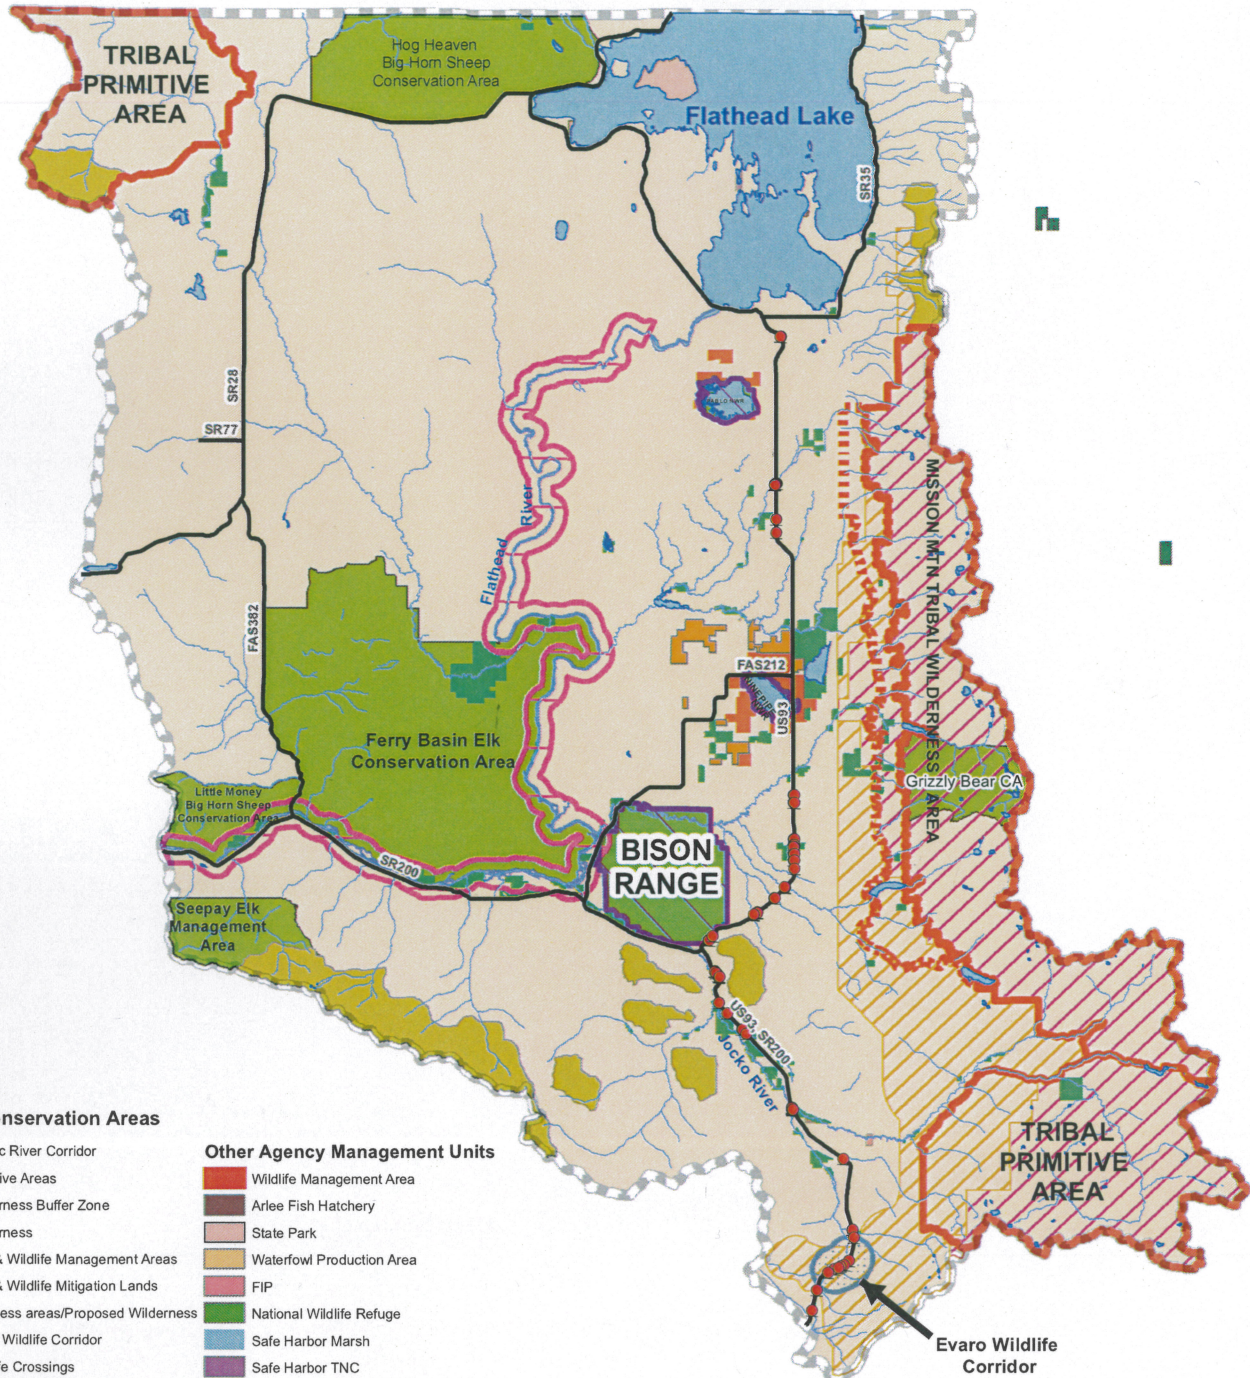 TRIBAL
PRIMITIVE
AREA
Hog Heaven
Big Horn Sheep
Conservation Area
Flathead Lake
SR35
SR28
SR77
Flathead
River
FAS382
MISSION MTN TRIBAL WILDERNESS AREA
FAS212
US93
Ferry Basin Elk
Conservation Area
Grizzly Bear CA
Little Money
Big Horn Sheep
Conservation Area
SR200
BISON
RANGE
Seepay Elk
Management
Area
US93, SR200
Jocko River
TRIBAL
PRIMITIVE
AREA
Evaro Wildlife
Corridor
nservation Areas
c River Corridor
ive Areas
rness Buffer Zone
rness
& Wildlife Management Areas
& Wildlife Mitigation Lands
ess areas/Proposed Wilderness
Wildlife Corridor
e Crossings
Other Agency Management Units
Wildlife Management Area
Arlee Fish Hatchery
State Park
Waterfowl Production Area
FIP
National Wildlife Refuge
Safe Harbor Marsh
Safe Harbor TNC